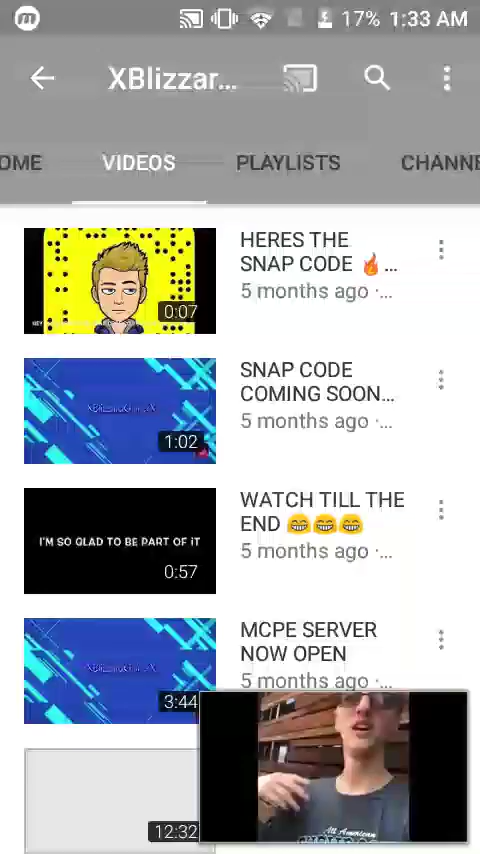 17% 1:33 AM
XBlizzar...
OME VIDEOS PLAYLISTS CHANNE
HERES THE
SNAP CODE 🔥...
5 months ago ·...
0:07
SNAP CODE
COMING SOON...
5 months ago ·...
1:02
WATCH TILL THE
END 😁😁😁
5 months ago ·...
I'M SO GLAD TO BE PART OF IT
0:57
MCPE SERVER
NOW OPEN
5 months ago ·...
3:44
12:32
All American